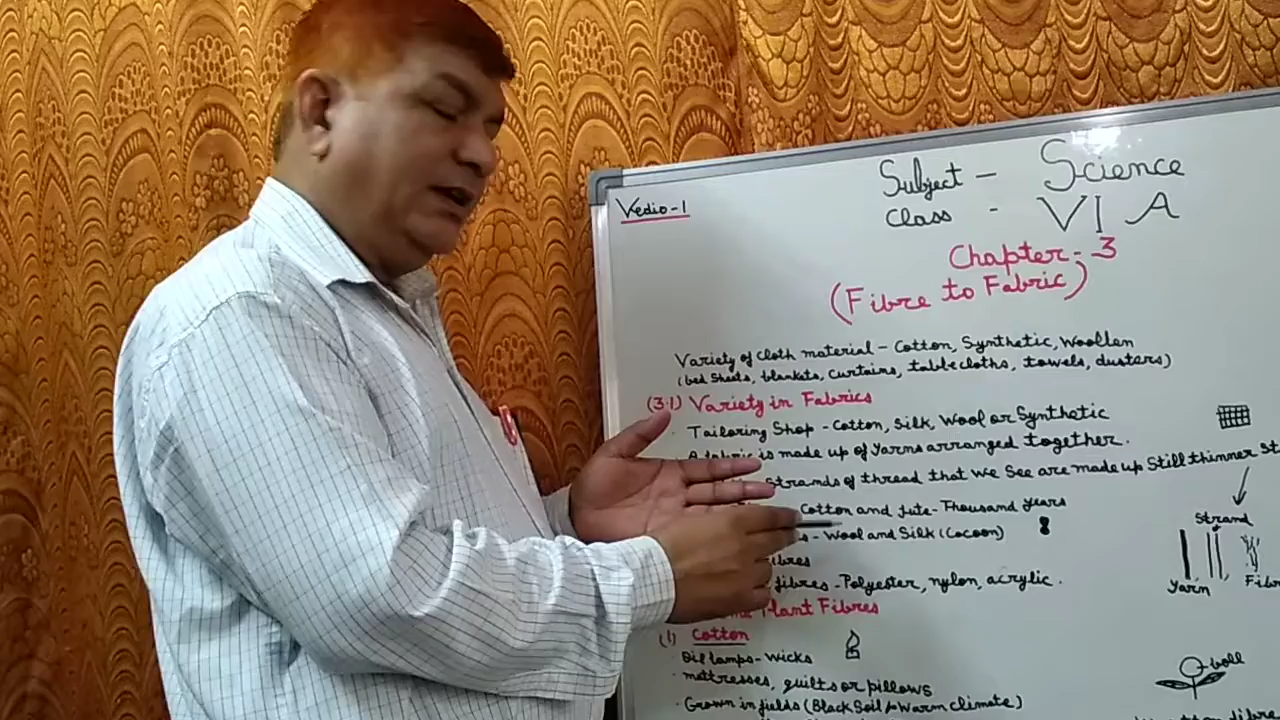 Vedio-1
Subject - Science
Class - VI A
Chapter-3
(Fibre to Fabric)
Variety of cloth material - Cotton, Synthetic, Woollen
(bed Sheets, blankets, curtains, tablecloths, towels, dusters)
(3.1) Variety in Fabrics
Tailoring Shop - Cotton, Silk, Wool or Synthetic
A fabric is made up of Yarns arranged together.
Strands of thread that we See are made up Still thinner
Cotton and Jute - Thousand years
- Wool and Silk (Cocoon)
Strand
fibres - Polyester, nylon, acrylic.
Yarn
Plant Fibres
(1) Cotton
Oil lamps - wicks
boll
mattresses, quilts or pillows
Grown in fields (Black Soil & Warm climate)